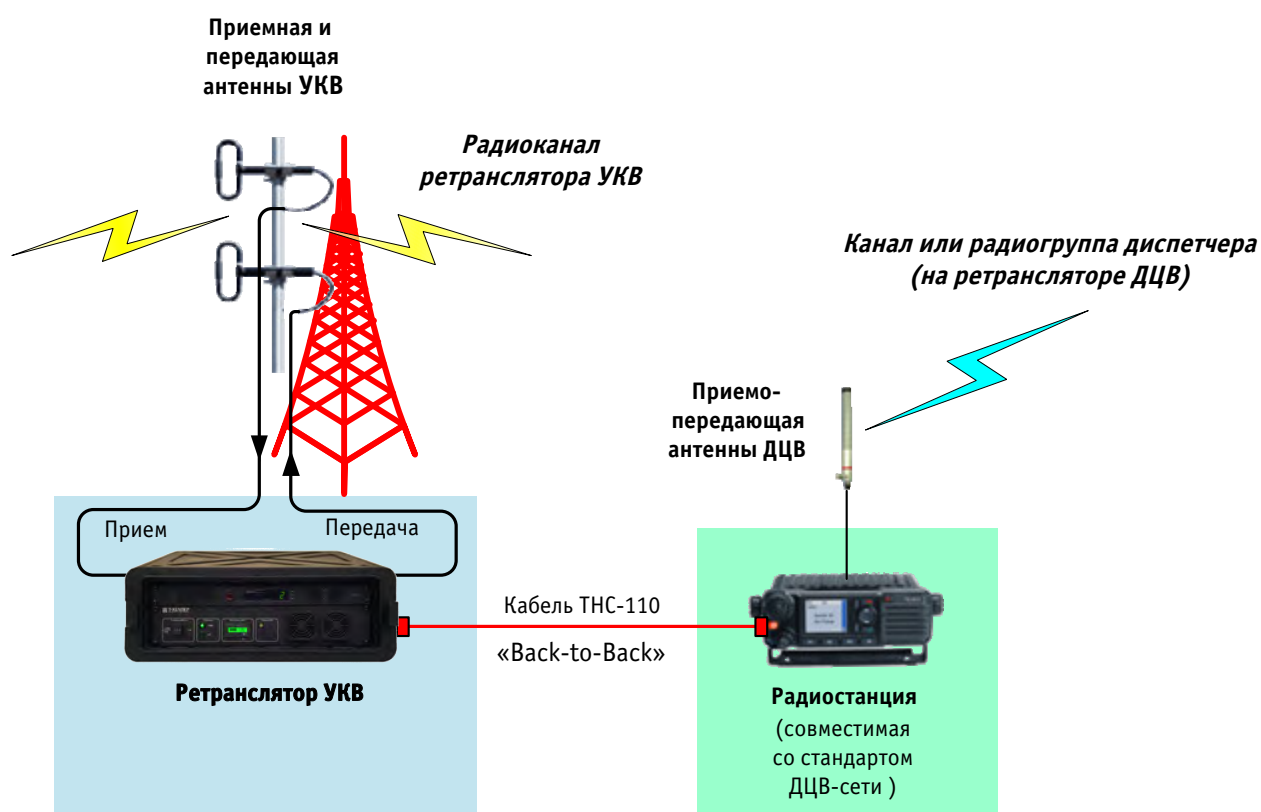 Приемная и
передающая
антенны УКВ
Радиоканал
ретранслятора УКВ
Канал или радиогруппа диспетчера
(на ретрансляторе ДЦВ)
Приемо-
передающая
антенны ДЦВ
Прием
Передача
Кабель ТНС-110
«Back-to-Back»
Ретранслятор УКВ
Радиостанция
(совместимая
со стандартом
ДЦВ-сети )